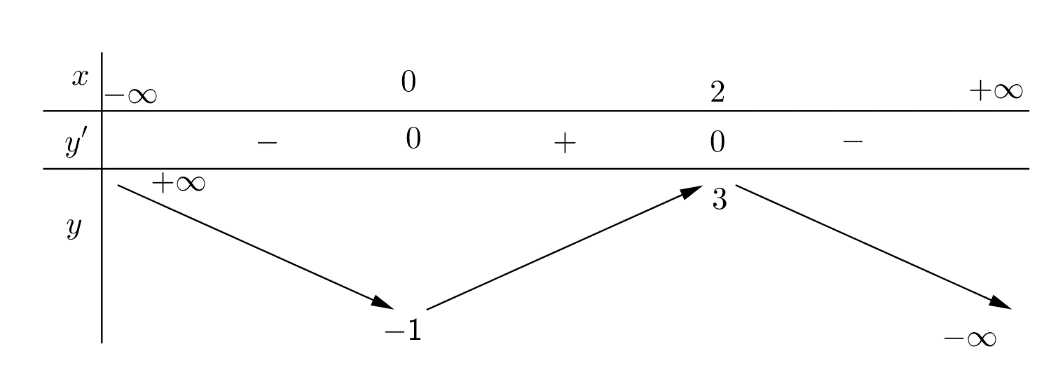 x −∞ 0 2 +∞
y′ − 0 + 0 −
y +∞ −1 3 −∞